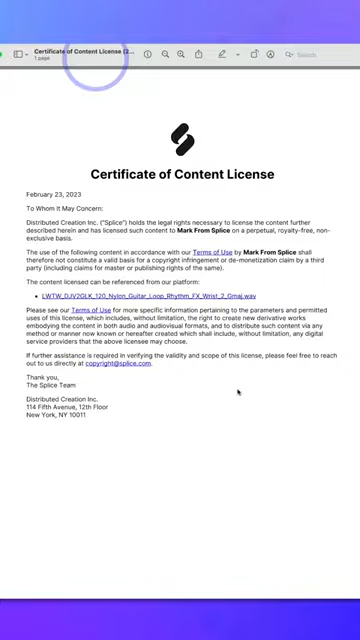 Certificate of Content License (2...
1 page
Search
Certificate of Content License
February 23, 2023
To Whom It May Concern:
Distributed Creation Inc. ("Splice") holds the legal rights necessary to license the content further
described herein and has licensed such content to Mark From Splice on a perpetual, royalty-free, non-
exclusive basis.
The use of the following content in accordance with our Terms of Use by Mark From Splice shall
therefore not constitute a valid basis for a copyright infringement or de-monetization claim by a third
party (including claims for master or publishing rights of the same).
The content licensed can be referenced from our platform:
• LWTW_DJV2GLK_120_Nylon_Guitar_Loop_Rhythm_FX_Wrist_2_Gmaj.wav
Please see our Terms of Use for more specific information pertaining to the parameters and permitted
uses of this license, which includes, without limitation, the right to create new derivative works
embodying the content in both audio and audiovisual formats, and to distribute such content via any
method or manner now known or hereafter created which shall include, without limitation, any digital
service providers that the above licensee may choose.
If further assistance is required in verifying the validity and scope of this license, please feel free to reach
out to us directly at copyright@splice.com.
Thank you,
The Splice Team
Distributed Creation Inc.
114 Fifth Avenue, 12th Floor
New York, NY 10011